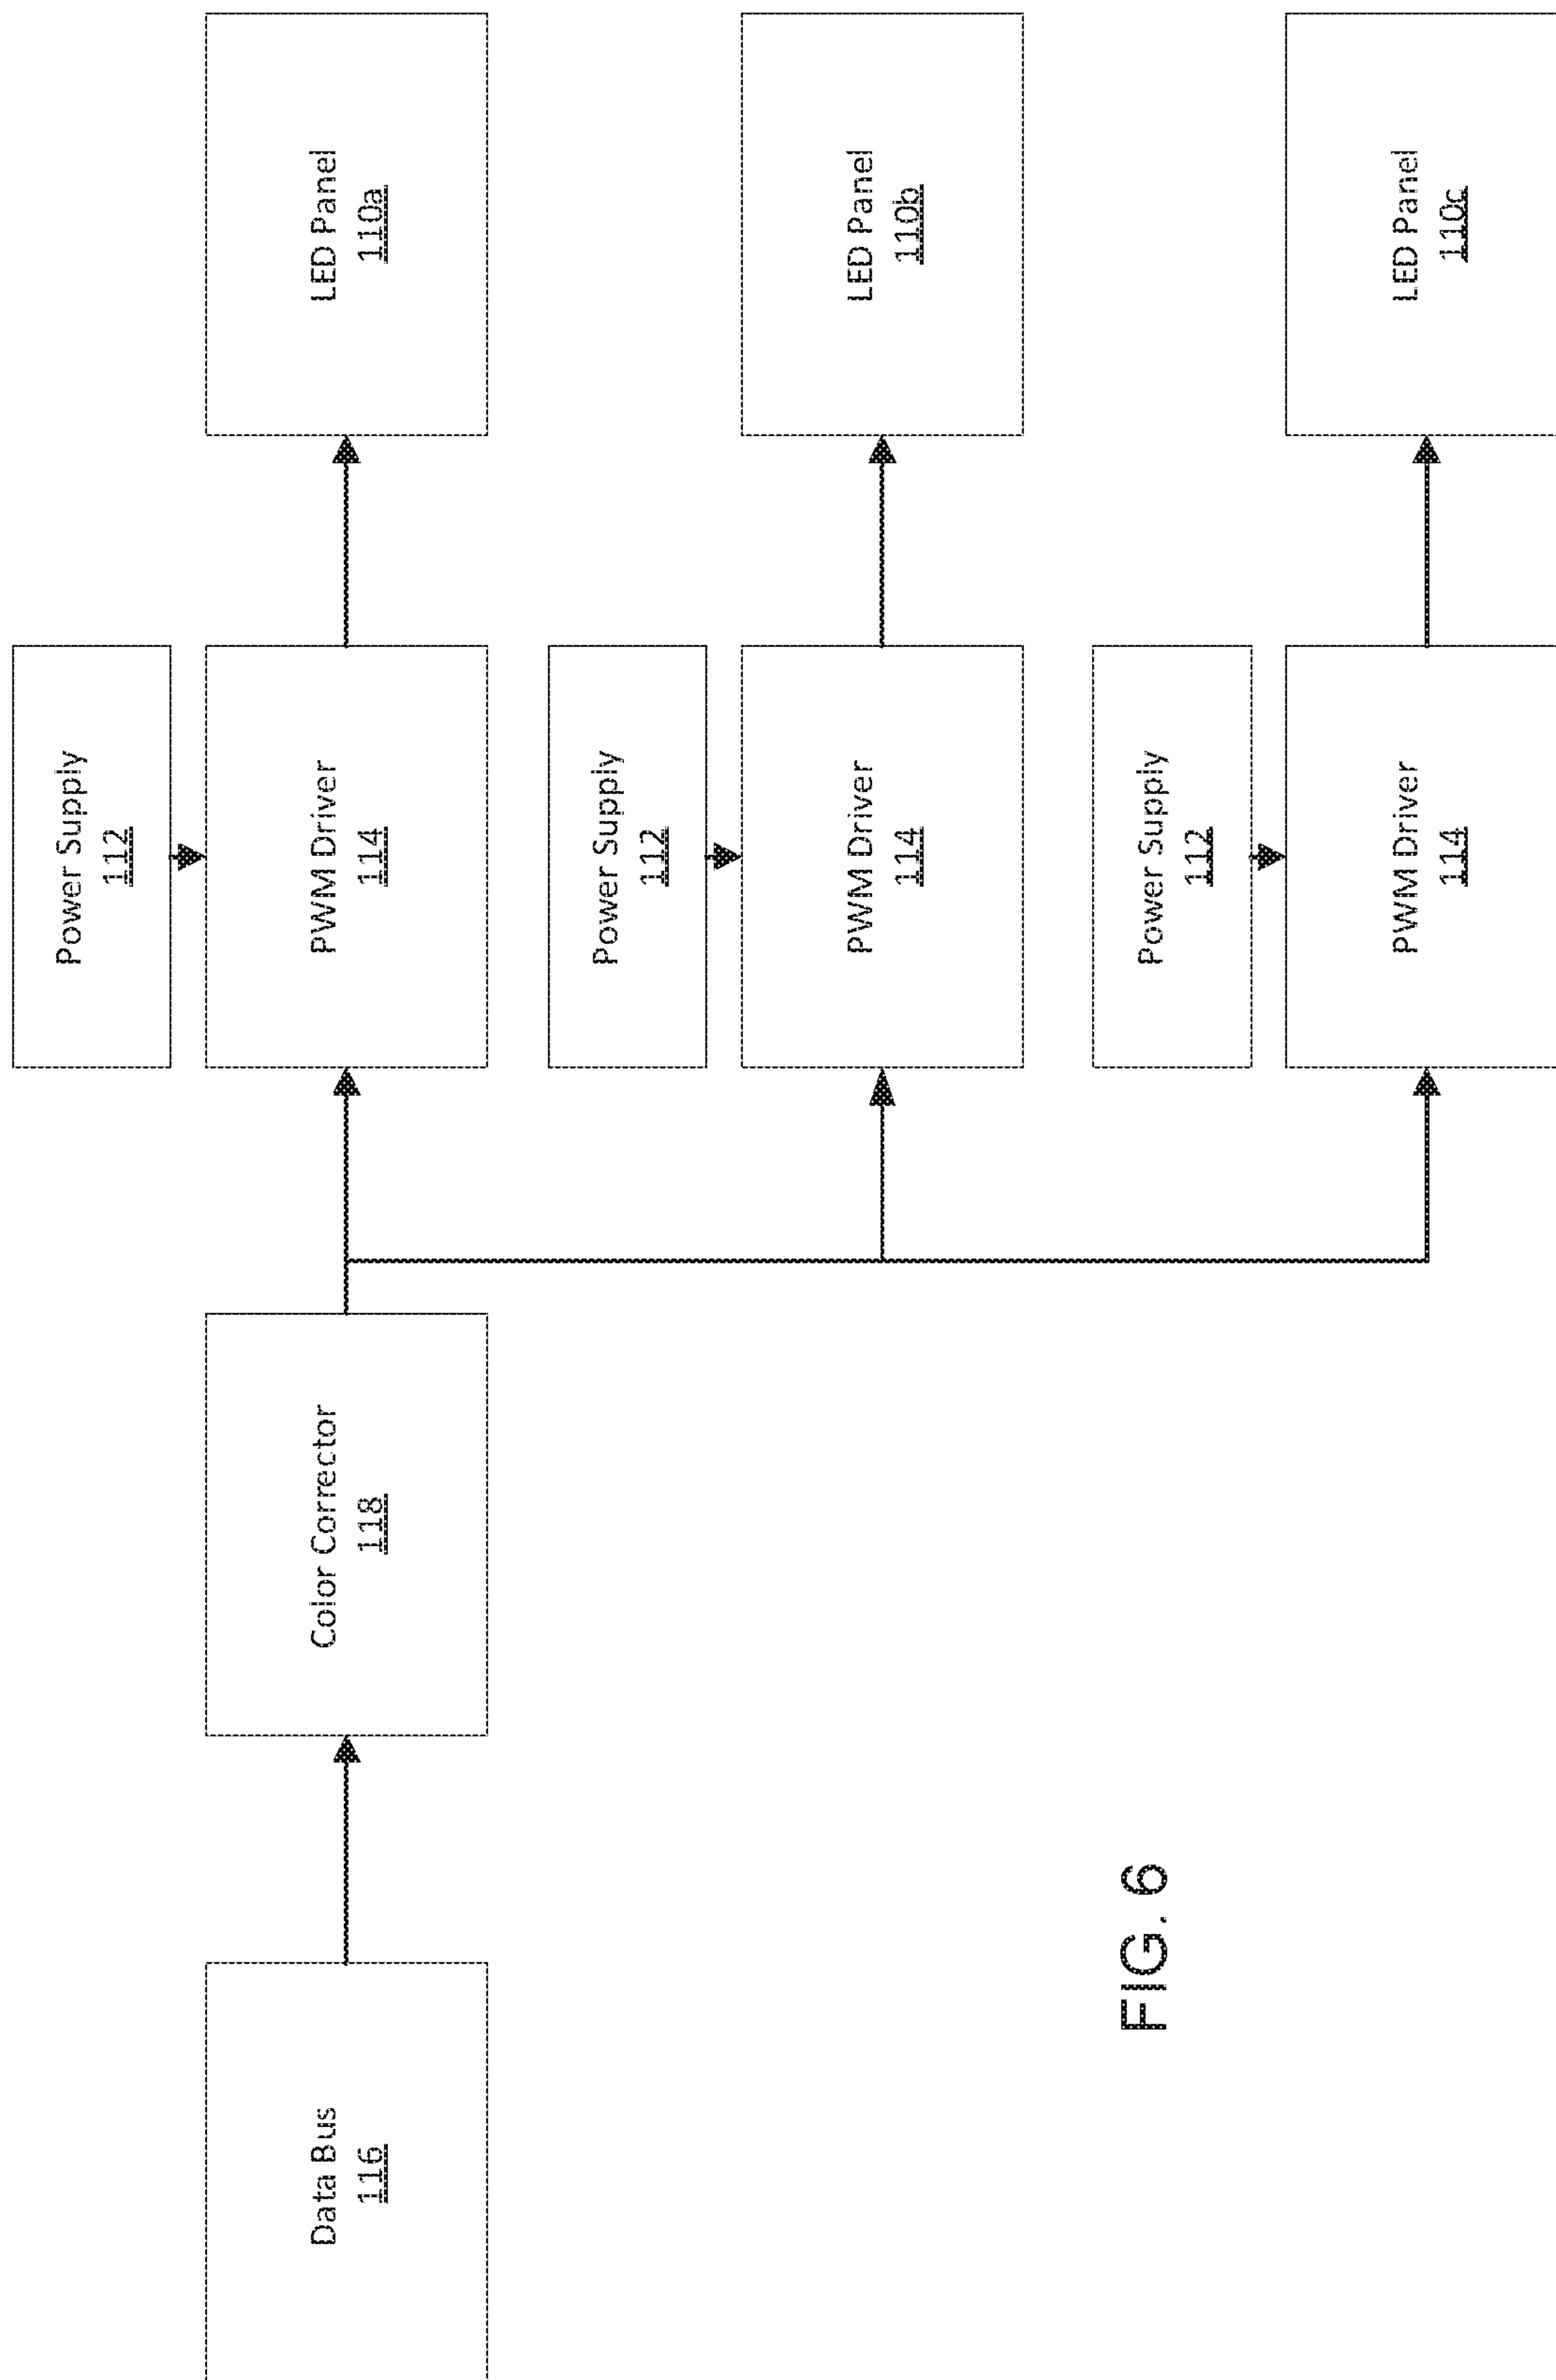 Power Supply
112
Power Supply
112
Power Supply
112
Data Bus
116
Color Corrector
118
PWM Driver
114
LED Panel
110a
PWM Driver
114
LED Panel
110b
PWM Driver
114
LED Panel
110c
FIG. 6